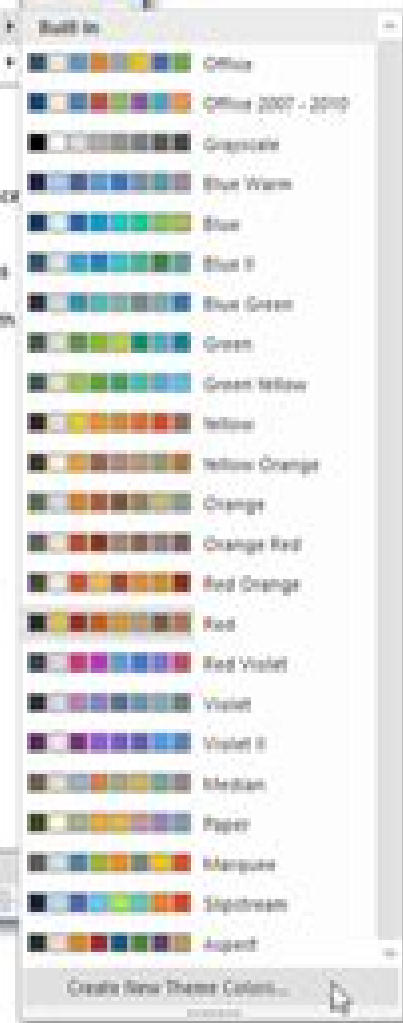 Built In
Office
Office 2007 - 2010
Grayscale
Blue Warm
Blue
Blue II
Blue Green
Green
Green Yellow
Yellow
Yellow Orange
Orange
Orange Red
Red Orange
Red
Red Violet
Violet
Violet II
Median
Paper
Marquee
Slipstream
Aspect
Create New Theme Colors...